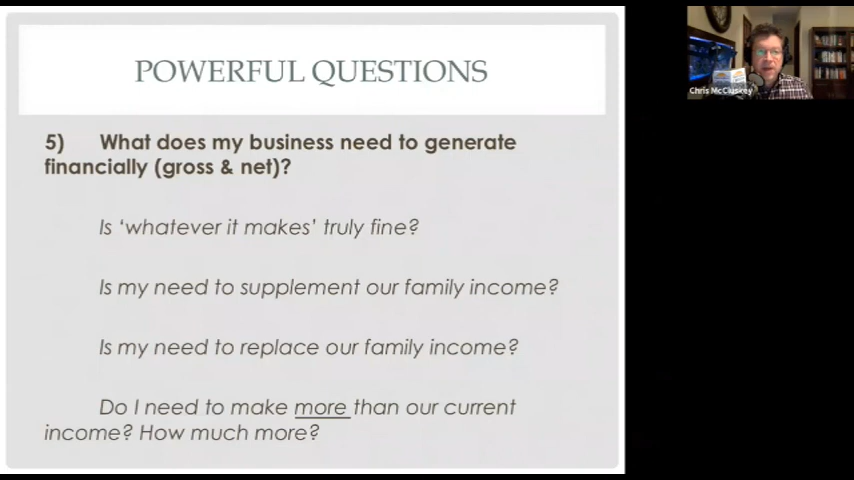 POWERFUL QUESTIONS
5) What does my business need to generate
financially (gross & net)?
Is ‘whatever it makes’ truly fine?
Is my need to supplement our family income?
Is my need to replace our family income?
Do I need to make more than our current
income? How much more?
Chris McCluskey